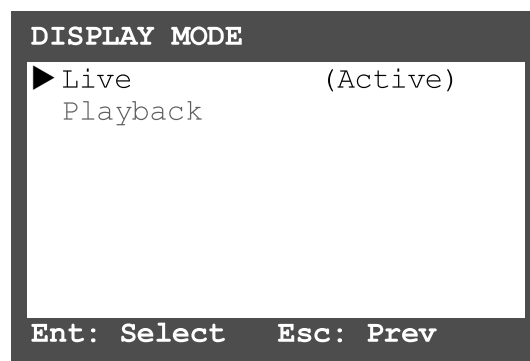 DISPLAY MODE
Live (Active)
Playback
Ent: Select Esc: Prev